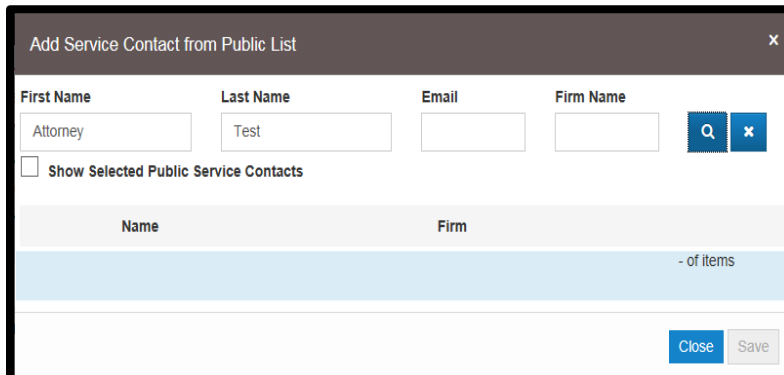 Add Service Contact from Public List x
First Name Last Name Email Firm Name
Attorney Test
Show Selected Public Service Contacts
Name Firm
- of items
Close Save